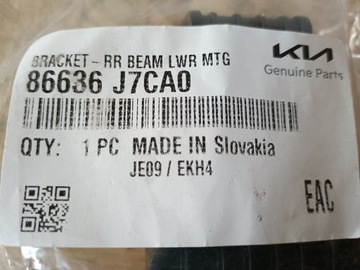 BRACKET - RR BEAM LWR MTG
KIA
86636 J7CA0
Genuine Parts
QTY: 1 PC MADE IN Slovakia
JE09 / EKH4
EAC